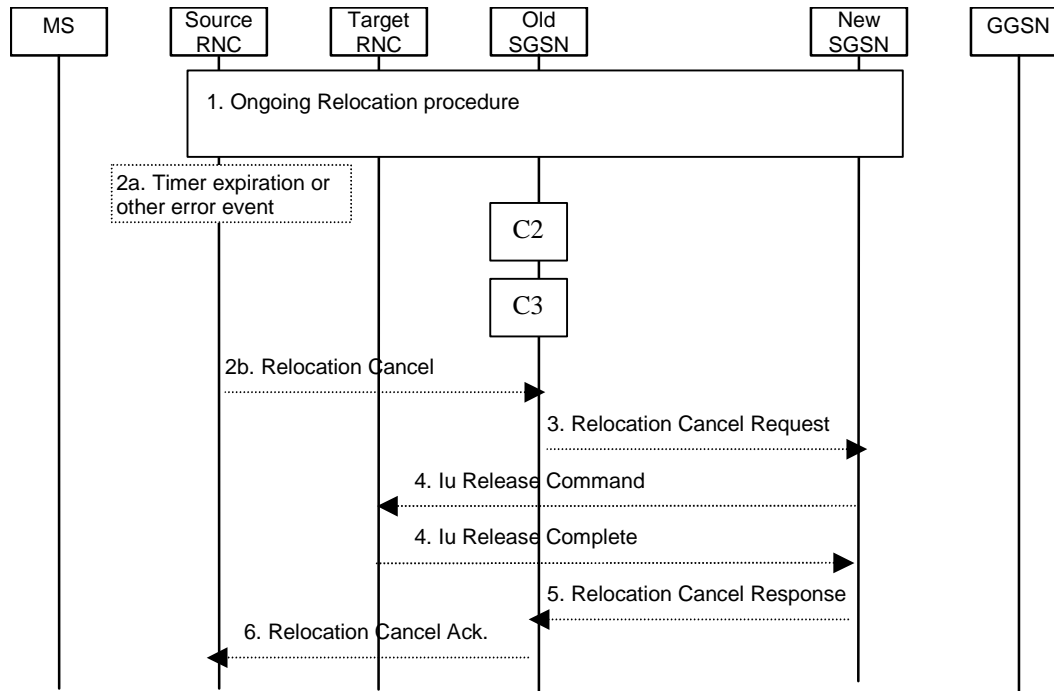 MS
Source
RNC
Target
RNC
Old
SGSN
New
SGSN
GGSN
1. Ongoing Relocation procedure
2a. Timer expiration or
other error event
C2
C3
2b. Relocation Cancel
3. Relocation Cancel Request
4. Iu Release Command
4. Iu Release Complete
5. Relocation Cancel Response
6. Relocation Cancel Ack.